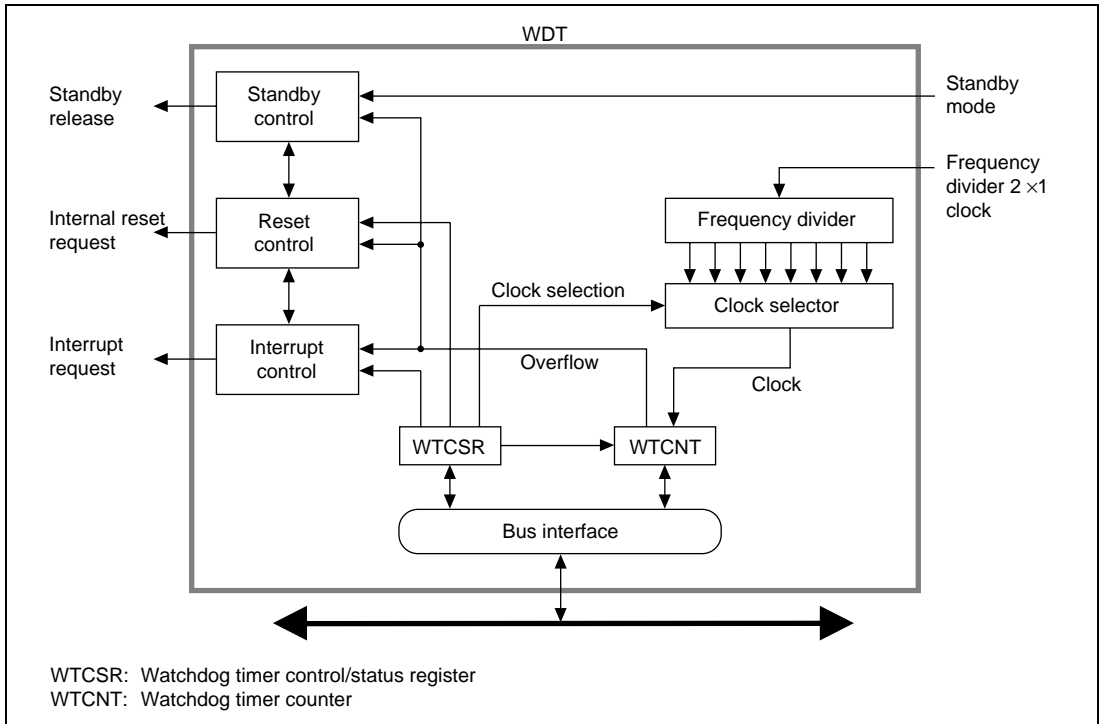 WDT
Standby
release
Standby
control
Standby
mode
Frequency
divider 2 ×1
clock
Internal reset
request
Reset
control
Frequency divider
Clock selection
Clock selector
Interrupt
request
Interrupt
control
Overflow
Clock
WTCSR
WTCNT
Bus interface
WTCSR: Watchdog timer control/status register
WTCNT: Watchdog timer counter